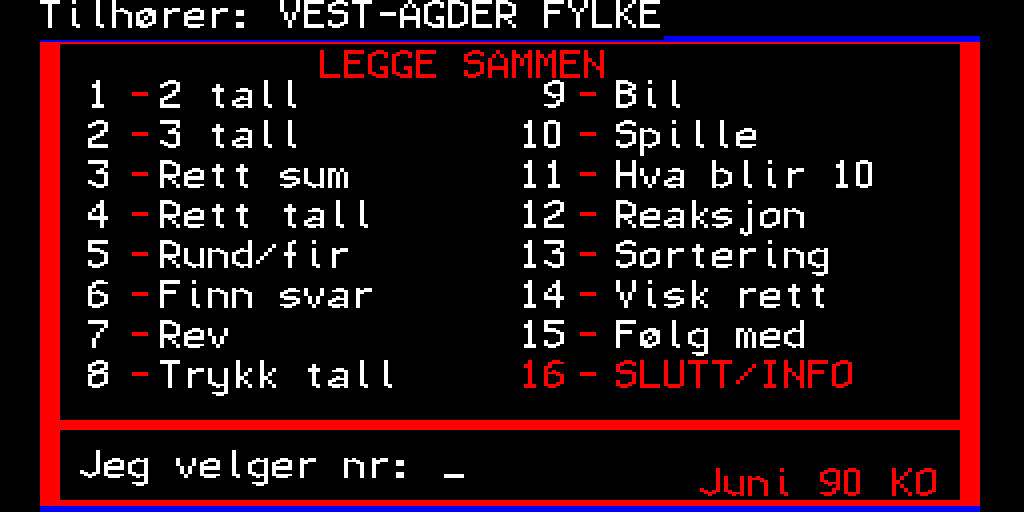 Tilhører: VEST-AGDER FYLKE
LEGGE SAMMEN
1 -2 tall
2 -3 tall
3 -Rett sum
4 -Rett tall
5 -Rund/fir
6 -Finn svar
7 -Rev
8 -Trykk tall
9 - Bil
10 - Spille
11 - Hva blir 10
12 - Reaksjon
13 - Sortering
14 - Visk rett
15 - Følg med
16 - SLUTT/INFO
Jeg velger nr: _
Juni 90 KO